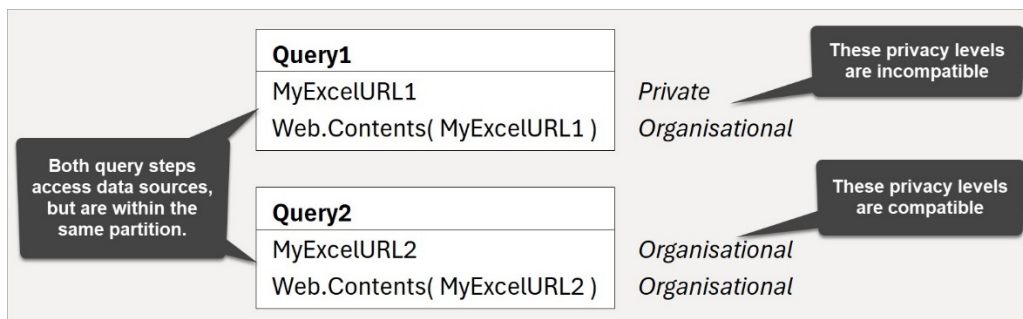 Query1
MyExcelURL1
Private
Web.Contents( MyExcelURL1 )
Organisational
These privacy levels
are incompatible
Both query steps
access data sources,
but are within the
same partition.
Query2
MyExcelURL2
Organisational
Web.Contents( MyExcelURL2 )
Organisational
These privacy levels
are compatible